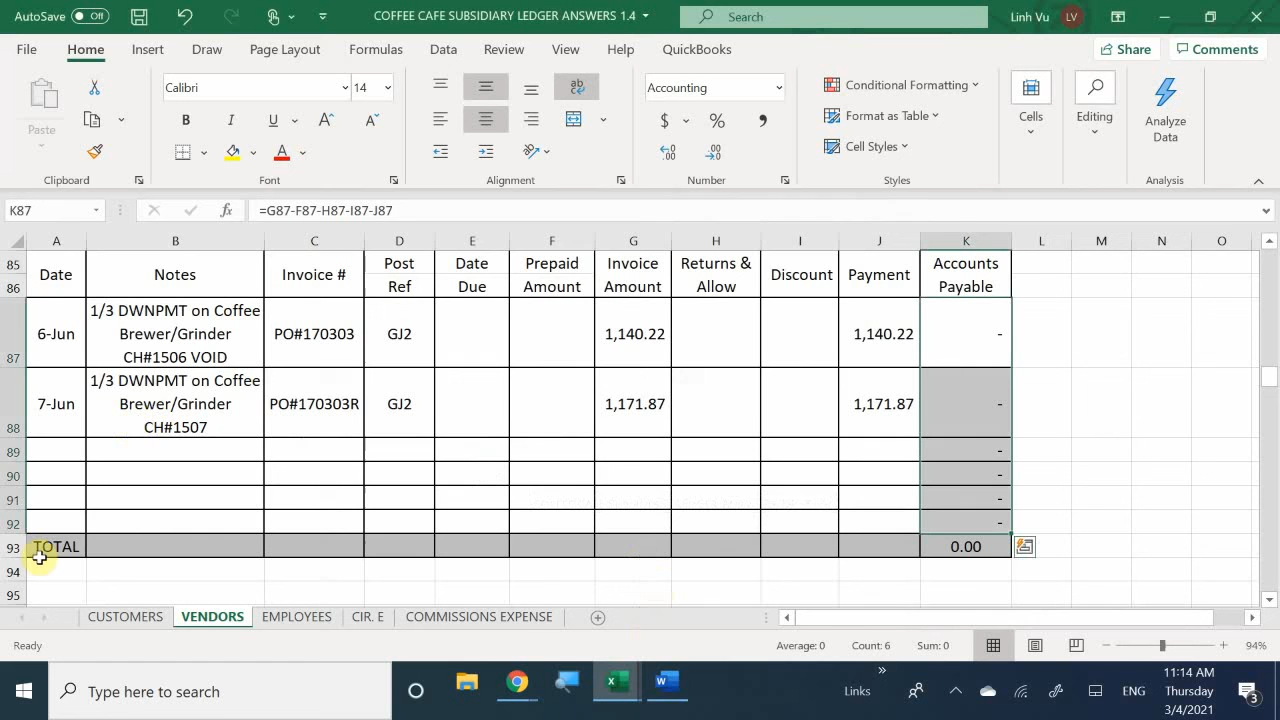 AutoSave Off COFFEE CAFE SUBSIDIARY LEDGER ANSWERS 1.4 Search Linh Vu LV
File Home Insert Draw Page Layout Formulas Data Review View Help QuickBooks Share Comments
Paste Calibri 14 Accounting Conditional Formatting Format as Table Cell Styles Cells Editing Analyze Data
B I U A A $ % , A
Clipboard Font Alignment Number Styles Analysis
K87 fx =G87-F87-H87-I87-J87
A B C D E F G H I J K L M N O
85 Date Notes Invoice # Post Date Prepaid Invoice Returns & Discount Payment Accounts
86 Ref Due Amount Amount Allow Payable
1/3 DWNPMT on Coffee
6-Jun Brewer/Grinder PO#170303 GJ2 1,140.22 1,140.22 -
87 CH#1506 VOID
1/3 DWNPMT on Coffee
7-Jun Brewer/Grinder PO#170303R GJ2 1,171.87 1,171.87 -
88 CH#1507
89 -
90 -
91 -
92 -
93 TOTAL 0.00
94
95
CUSTOMERS VENDORS EMPLOYEES CIR. E COMMISSIONS EXPENSE
Ready Average: 0 Count: 6 Sum: 0 94%
Type here to search Links ENG 11:14 AM
Thursday
3/4/2021 3